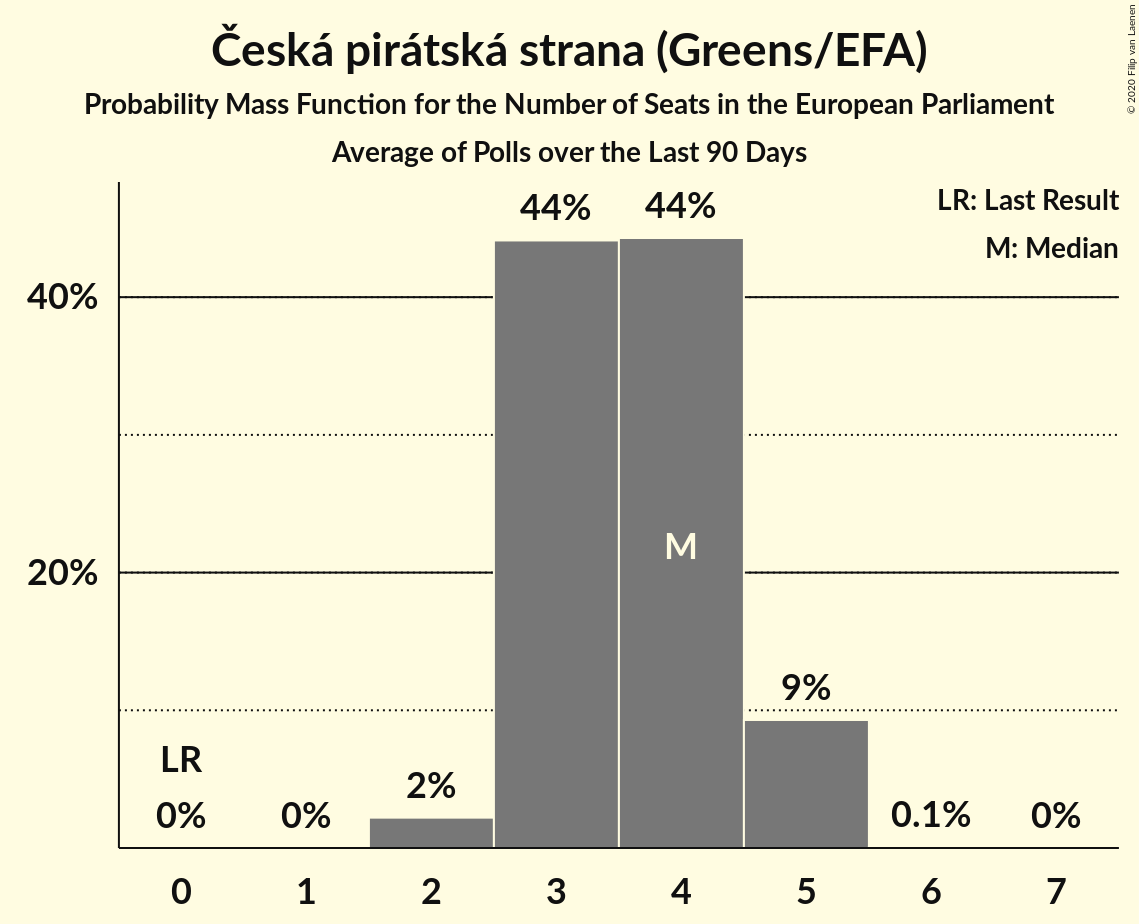 Česká pirátská strana (Greens/EFA)
Probability Mass Function for the Number of Seats in the European Parliament
Average of Polls over the Last 90 Days
© 2020 Filip van Laenen
LR: Last Result
M: Median
44%
44%
40%
M
20%
9%
LR
2%
0%
0%
0.1%
0%
0
1
2
3
4
5
6
7